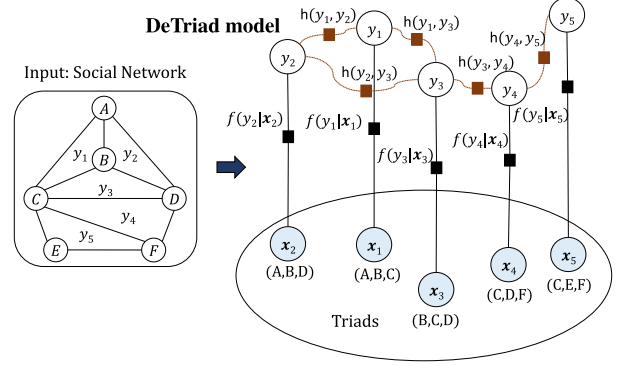 DeTriad model
Input: Social Network
A
y₁
B
y₂
C
y₃
D
y₄
E
y₅
F
h(y₁, y₂)
h(y₁, y₃)
h(y₂, y₃)
h(y₃, y₄)
h(y₄, y₅)
y₂
y₁
y₃
y₄
y₅
f(y₂|x₂)
f(y₁|x₁)
f(y₃|x₃)
f(y₄|x₄)
f(y₅|x₅)
x₂
x₁
x₃
x₄
x₅
(A,B,D)
(A,B,C)
(B,C,D)
(C,D,F)
(C,E,F)
Triads